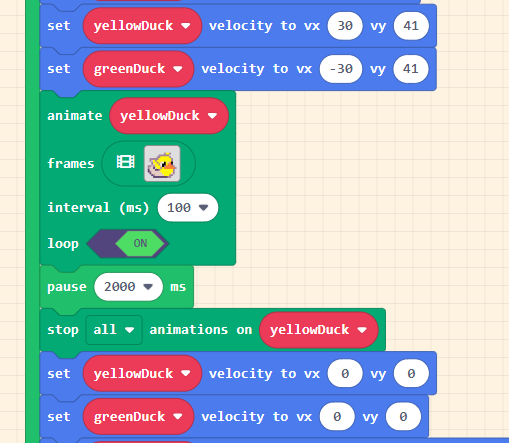 set yellowDuck velocity to vx 30 vy 41
set greenDuck velocity to vx -30 vy 41
animate yellowDuck
frames
interval (ms) 100
loop ON
pause 2000 ms
stop all animations on yellowDuck
set yellowDuck velocity to vx 0 vy 0
set greenDuck velocity to vx 0 vy 0